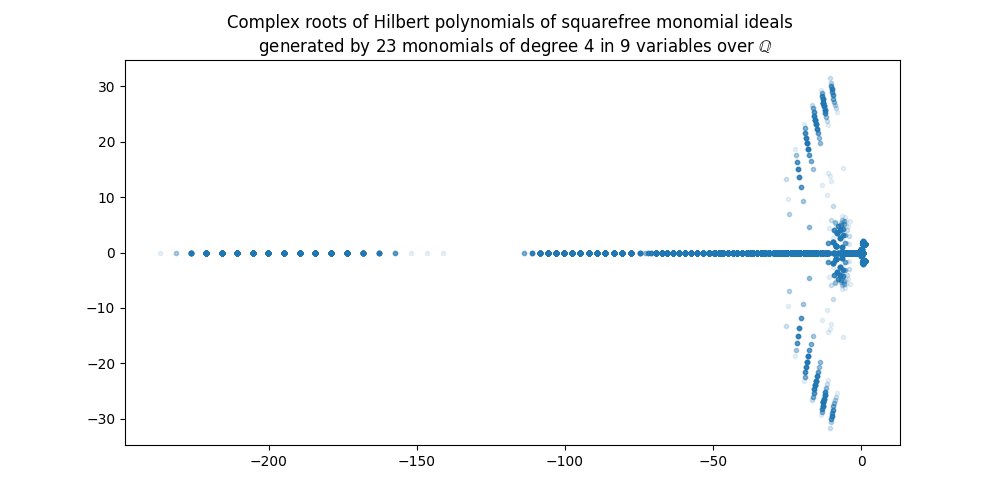 Complex roots of Hilbert polynomials of squarefree monomial ideals
generated by 23 monomials of degree 4 in 9 variables over ℚ
30
20
10
0
−10
−20
−30
−200 −150 −100 −50 0